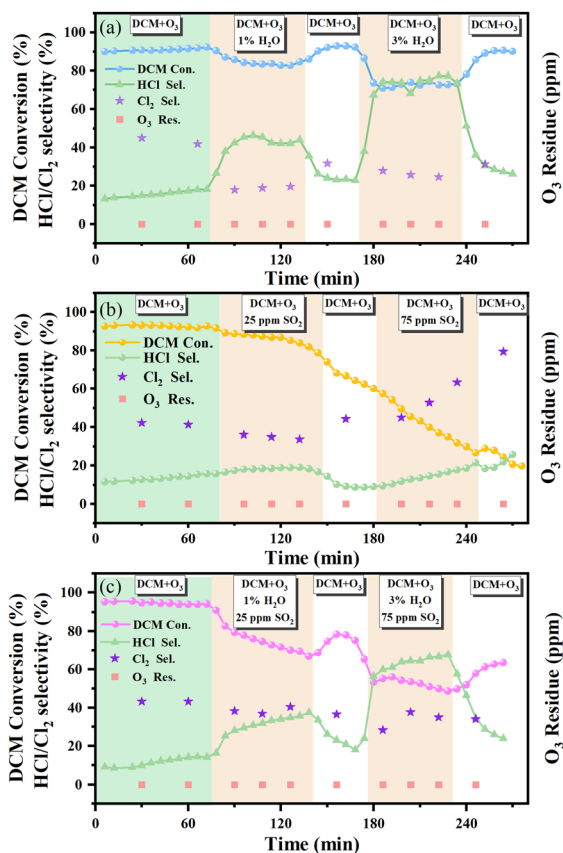 (a)
DCM+O₃
DCM+O₃
1% H₂O
DCM+O₃
DCM+O₃
3% H₂O
DCM+O₃
DCM Con.
HCl Sel.
Cl₂ Sel.
O₃ Res.
DCM Conversion (%)
HCl/Cl₂ selectivity (%)
O₃ Residue (ppm)
100
80
60
40
20
0
0 60 120 180 240
Time (min)
(b)
DCM+O₃
DCM+O₃
25 ppm SO₂
DCM+O₃
DCM+O₃
75 ppm SO₂
DCM+O₃
DCM Con.
HCl Sel.
Cl₂ Sel.
O₃ Res.
DCM Conversion (%)
HCl/Cl₂ selectivity (%)
O₃ Residue (ppm)
100
80
60
40
20
0
0 60 120 180 240
Time (min)
(c)
DCM+O₃
DCM+O₃
1% H₂O
25 ppm SO₂
DCM+O₃
DCM+O₃
3% H₂O
75 ppm SO₂
DCM+O₃
DCM Con.
HCl Sel.
Cl₂ Sel.
O₃ Res.
DCM Conversion (%)
HCl/Cl₂ selectivity (%)
O₃ Residue (ppm)
100
80
60
40
20
0
0 60 120 180 240
Time (min)